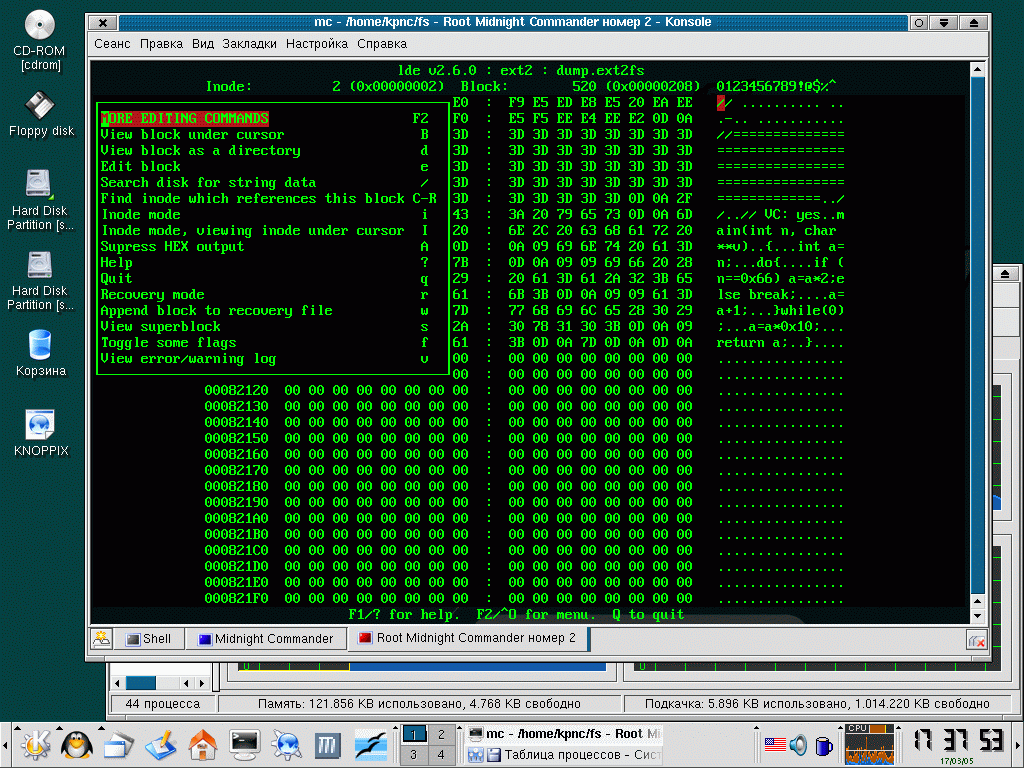 mc - /home/kpnc/fs - Root Midnight Commander номер 2 - Konsole
Сеанс Правка Вид Закладки Настройка Справка
lde v2.6.0 : ext2 : dump.ext2fs
Inode: 2 (0x00000002) Block: 520 (0x00000208) 0123456789!@$%^
E0 : F9 E5 ED E8 E5 20 EA EE // .......... ..
MORE EDITING COMMANDS F2 F0 : E5 F5 EE E4 EE E2 0D 0A .-.. ...........
View block under cursor B 3D : 3D 3D 3D 3D 3D 3D 3D 3D //==============
View block as a directory d 3D : 3D 3D 3D 3D 3D 3D 3D 3D ================
Edit block e 3D : 3D 3D 3D 3D 3D 3D 3D 3D ================
Search disk for string data / 3D : 3D 3D 3D 3D 3D 3D 3D 3D ================
Find inode which references this block C-R 3D : 3D 3D 3D 3D 3D 0D 0A 2F =============../
Inode mode i 43 : 3A 20 79 65 73 0D 0A 6D /..// VC: yes..m
Inode mode, viewing inode under cursor I 20 : 6E 2C 20 63 68 61 72 20 ain(int n, char
Supress HEX output A 0D : 0A 09 69 6E 74 20 61 3D **v)..{...int a=
Help ? 7B : 0D 0A 09 09 69 66 20 28 n;...do{....if (
Quit q 29 : 20 61 3D 61 2A 32 3B 65 n==0x66) a=a*2;e
Recovery mode r 61 : 6B 3B 0D 0A 09 09 61 3D lse break;....a=
Append block to recovery file w 7D : 77 68 69 6C 65 28 30 29 a+1;...}while(0)
View superblock s 2A : 30 78 31 30 3B 0D 0A 09 ;...a=a*0x10;...
Toggle some flags f 61 : 3B 0D 0A 7D 0D 0A 0D 0A return a;..}....
View error/warning log v 00 : 00 00 00 00 00 00 00 00 ................
00 : 00 00 00 00 00 00 00 00 ................
00082120 00 00 00 00 00 00 00 00 : 00 00 00 00 00 00 00 00 ................
00082130 00 00 00 00 00 00 00 00 : 00 00 00 00 00 00 00 00 ................
00082140 00 00 00 00 00 00 00 00 : 00 00 00 00 00 00 00 00 ................
00082150 00 00 00 00 00 00 00 00 : 00 00 00 00 00 00 00 00 ................
00082160 00 00 00 00 00 00 00 00 : 00 00 00 00 00 00 00 00 ................
00082170 00 00 00 00 00 00 00 00 : 00 00 00 00 00 00 00 00 ................
00082180 00 00 00 00 00 00 00 00 : 00 00 00 00 00 00 00 00 ................
00082190 00 00 00 00 00 00 00 00 : 00 00 00 00 00 00 00 00 ................
000821A0 00 00 00 00 00 00 00 00 : 00 00 00 00 00 00 00 00 ................
000821B0 00 00 00 00 00 00 00 00 : 00 00 00 00 00 00 00 00 ................
000821C0 00 00 00 00 00 00 00 00 : 00 00 00 00 00 00 00 00 ................
000821D0 00 00 00 00 00 00 00 00 : 00 00 00 00 00 00 00 00 ................
000821E0 00 00 00 00 00 00 00 00 : 00 00 00 00 00 00 00 00 ................
000821F0 00 00 00 00 00 00 00 00 : 00 00 00 00 00 00 00 00 ................
F1/? for help. F2/^O for menu. Q to quit
Shell Midnight Commander Root Midnight Commander номер 2
0 0
44 процесса Память: 121.856 КВ использовано, 4.768 КВ свободно Подкачка: 5.896 КВ использовано, 1.014.220 КВ свободно
CD-ROM
[cdrom]
Floppy disk
Hard Disk
Partition [s...
Hard Disk
Partition [s...
Корзина
KNOPPIX
1 2
3 4
mc - /home/kpnc/fs - Root Mi
Таблица процессов - Сист
CPU
17 37 53
17/03/05